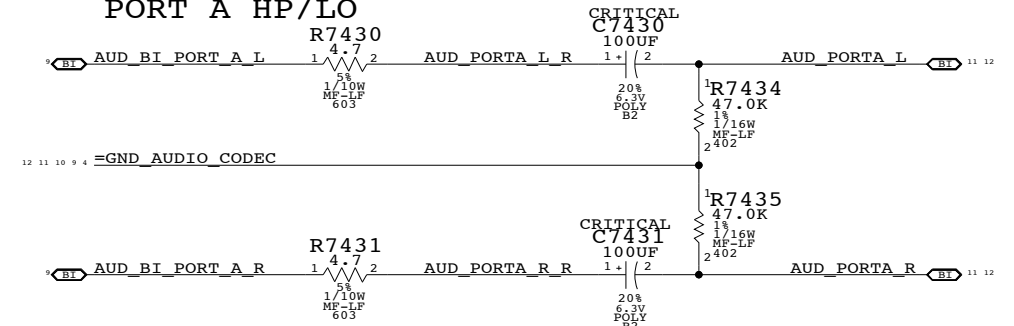 PORT A HP/LO
CRITICAL
C7430
100UF
R7430
4.7
9 BI AUD_BI_PORT_A_L 1 2 AUD_PORTA_L_R 1 + 2 AUD_PORTA_L BI 11 12
5%
1/10W
MF-LF
603
20%
6.3V
POLY
B2
1 R7434
47.0K
1%
1/16W
MF-LF
2 402
12 11 10 9 4 =GND_AUDIO_CODEC
1 R7435
47.0K
1%
1/16W
MF-LF
2 402
CRITICAL
C7431
100UF
R7431
4.7
9 BI AUD_BI_PORT_A_R 1 2 AUD_PORTA_R_R 1 + 2 AUD_PORTA_R BI 11 12
5%
1/10W
MF-LF
603
20%
6.3V
POLY
B2